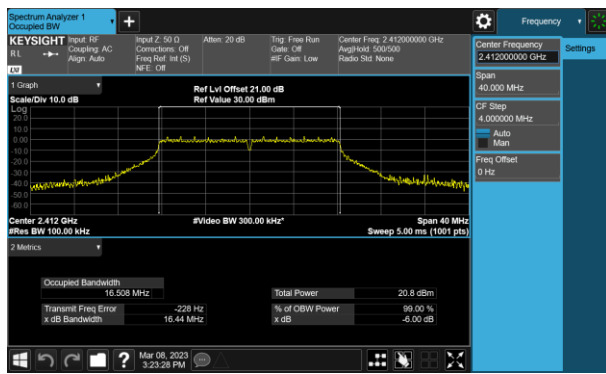 Spectrum Analyzer 1
Occupied BW
Frequency
KEYSIGHT Input: RF Input Z: 50 Ω Atten: 20 dB Trig: Free Run Center Freq: 2.412000000 GHz
RL Coupling: AC Corrections: Off Gate: Off Avg|Hold: 500/500
Align: Auto Freq Ref: Int (S) #IF Gain: Low Radio Std: None
LXI NFE: Off
Center Frequency
2.412000000 GHz
Settings
Span
40.000 MHz
CF Step
4.000000 MHz
Auto
Man
Freq Offset
0 Hz
1 Graph
Ref Lvl Offset 21.00 dB
Scale/Div 10.0 dB Ref Value 30.00 dBm
Log
20.0
10.0
0.00
-10.0
-20.0
-30.0
-40.0
-50.0
-60.0
Center 2.412 GHz #Video BW 300.00 kHz* Span 40 MHz
#Res BW 100.00 kHz Sweep 5.00 ms (1001 pts)
2 Metrics
Occupied Bandwidth
16.508 MHz Total Power 20.8 dBm
Transmit Freq Error -228 Hz % of OBW Power 99.00 %
x dB Bandwidth 16.44 MHz x dB -6.00 dB
? Mar 08, 2023
3:23:28 PM